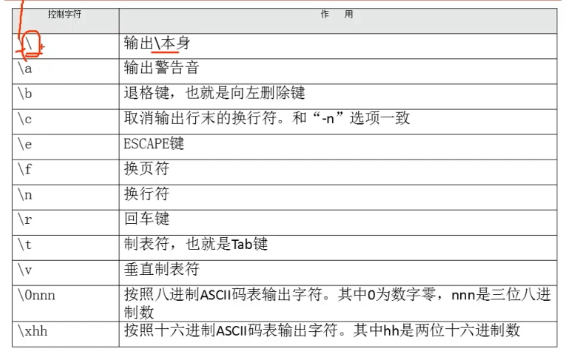 控制字符 作 用
\\ 输出\本身
\a 输出警告音
\b 退格键，也就是向左删除键
\c 取消输出行末的换行符。和“-n”选项一致
\e ESCAPE键
\f 换页符
\n 换行符
\r 回车键
\t 制表符，也就是Tab键
\v 垂直制表符
\0nnn 按照八进制ASCII码表输出字符。其中0为数字零，nnn是三位八进
制数
\xhh 按照十六进制ASCII码表输出字符。其中hh是两位十六进制数